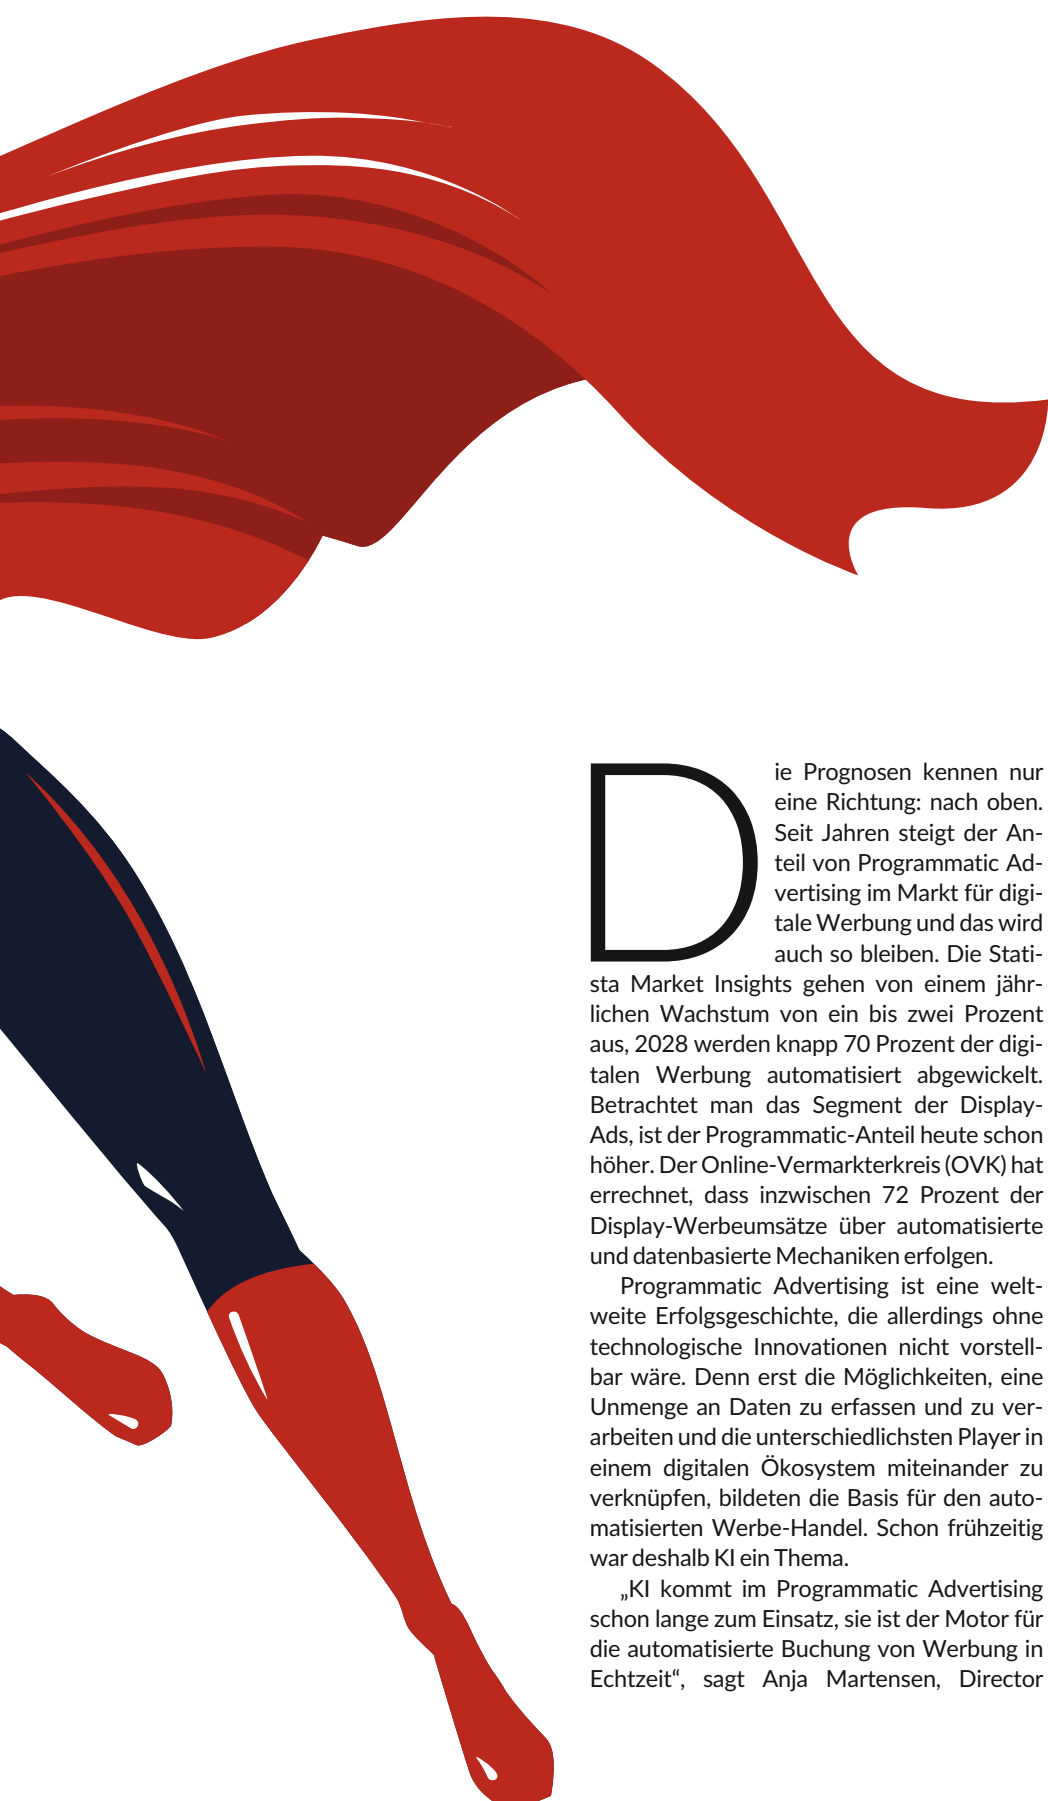 Die Prognosen kennen nur
eine Richtung: nach oben.
Seit Jahren steigt der An-
teil von Programmatic Ad-
vertising im Markt für digi-
tale Werbung und das wird
auch so bleiben. Die Stati-
sta Market Insights gehen von einem jähr-
lichen Wachstum von ein bis zwei Prozent
aus, 2028 werden knapp 70 Prozent der digi-
talen Werbung automatisiert abgewickelt.
Betrachtet man das Segment der Display-
Ads, ist der Programmatic-Anteil heute schon
höher. Der Online-Vermarkterkreis (OVK) hat
errechnet, dass inzwischen 72 Prozent der
Display-Werbeumsätze über automatisierte
und datenbasierte Mechaniken erfolgen.
Programmatic Advertising ist eine welt-
weite Erfolgsgeschichte, die allerdings ohne
technologische Innovationen nicht vorstell-
bar wäre. Denn erst die Möglichkeiten, eine
Unmenge an Daten zu erfassen und zu ver-
arbeiten und die unterschiedlichsten Player in
einem digitalen Ökosystem miteinander zu
verknüpfen, bildeten die Basis für den auto-
matisierten Werbe-Handel. Schon frühzeitig
war deshalb KI ein Thema.
„KI kommt im Programmatic Advertising
schon lange zum Einsatz, sie ist der Motor für
die automatisierte Buchung von Werbung in
Echtzeit“, sagt Anja Martensen, Director